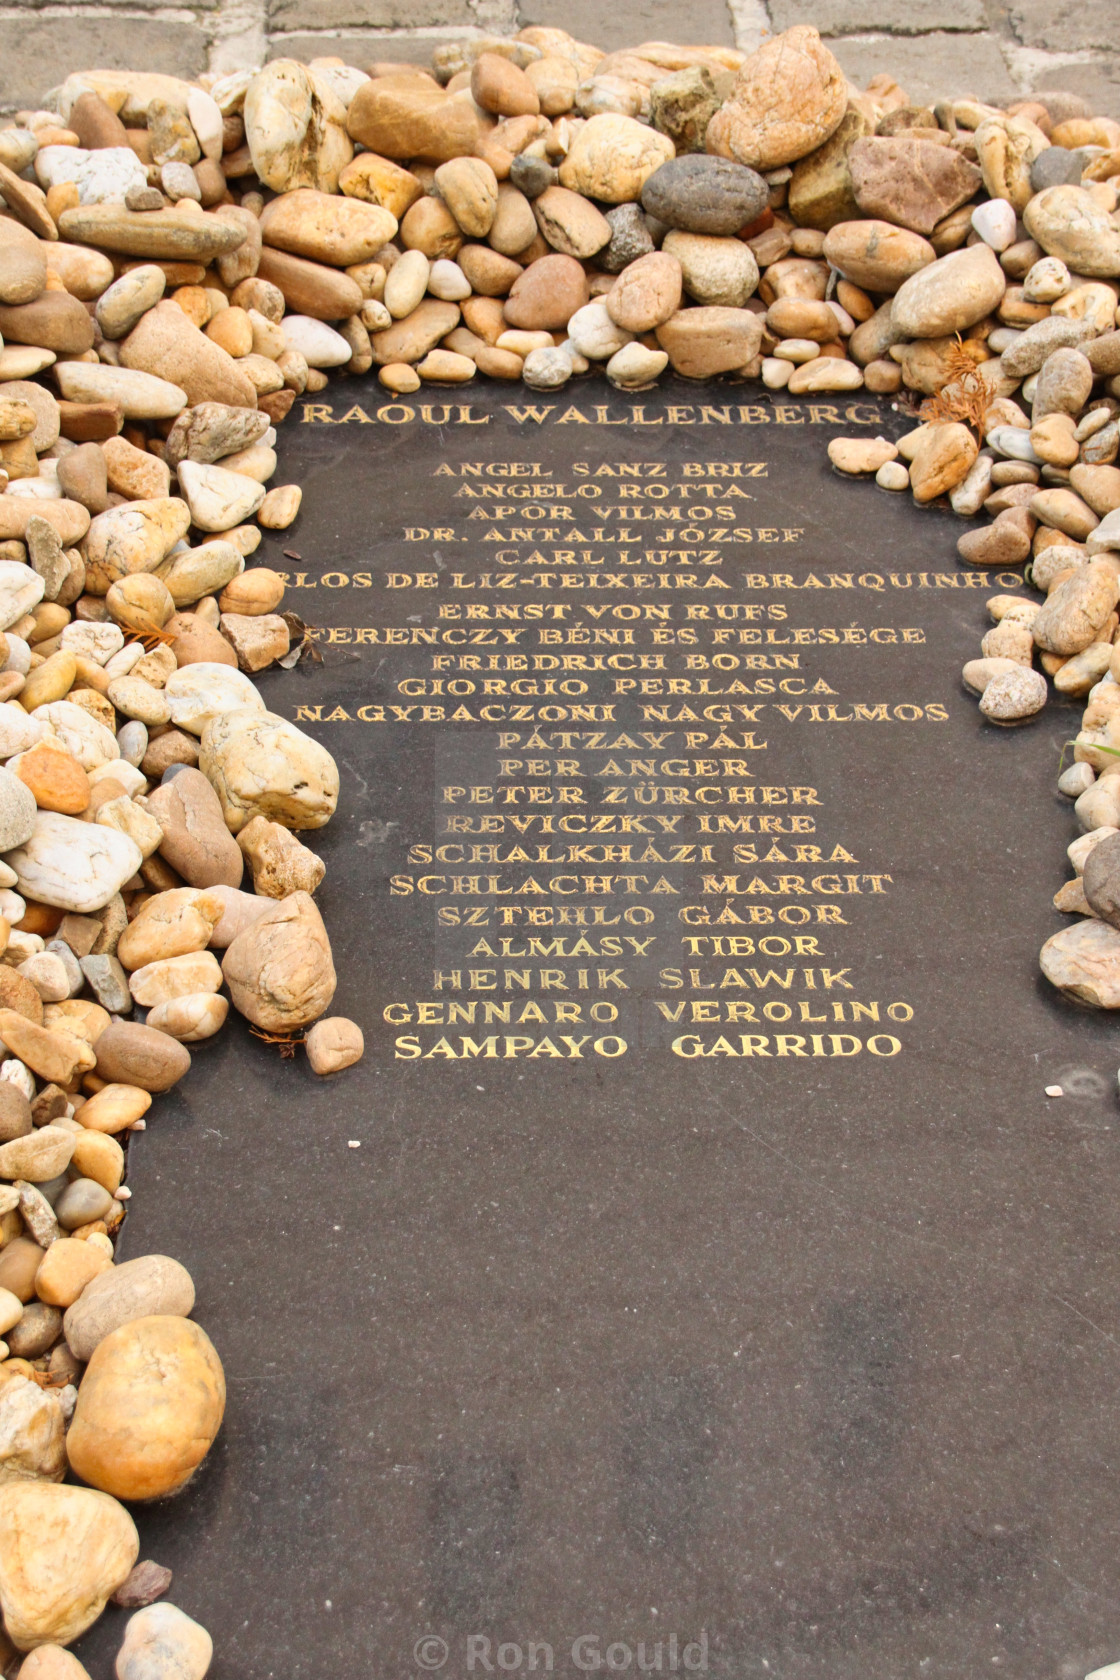 RAOUL WALLENBERG
ANGEL SANZ BRIZ
ANGELO ROTTA
APOR VILMOS
DR. ANTALL JÓZSEF
CARL LUTZ
RLOS DE LIZ-TEIXEIRA BRANQUINHO
ERNST VON RUFS
FERENCZY BÉNI ÉS FELESÉGE
FRIEDRICH BORN
GIORGIO PERLASCA
NAGYBACZONI NAGY VILMOS
PÁTZAY PÁL
PER ANGER
PETER ZÜRCHER
REVICZKY IMRE
SCHALKHÁZI SÁRA
SCHLACHTA MARGIT
SZTEHLO GÁBOR
ALMÁSY TIBOR
HENRIK SLAWIK
GENNARO VEROLINO
SAMPAYO GARRIDO
© Ron Gould